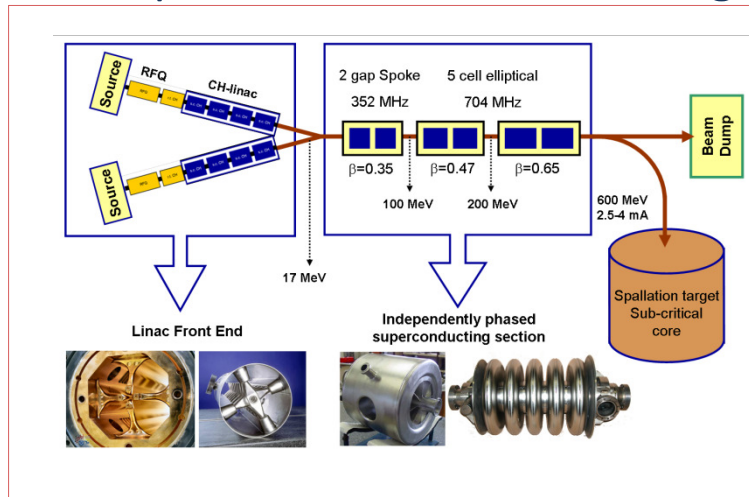 Source
RFQ
CH-linac
Source
2 gap Spoke
352 MHz
5 cell elliptical
704 MHz
β=0.35
β=0.47
β=0.65
Beam
Dump
17 MeV
100 MeV
200 MeV
600 MeV
2.5-4 mA
Spallation target
Sub-critical
core
Linac Front End
Independently phased
superconducting section